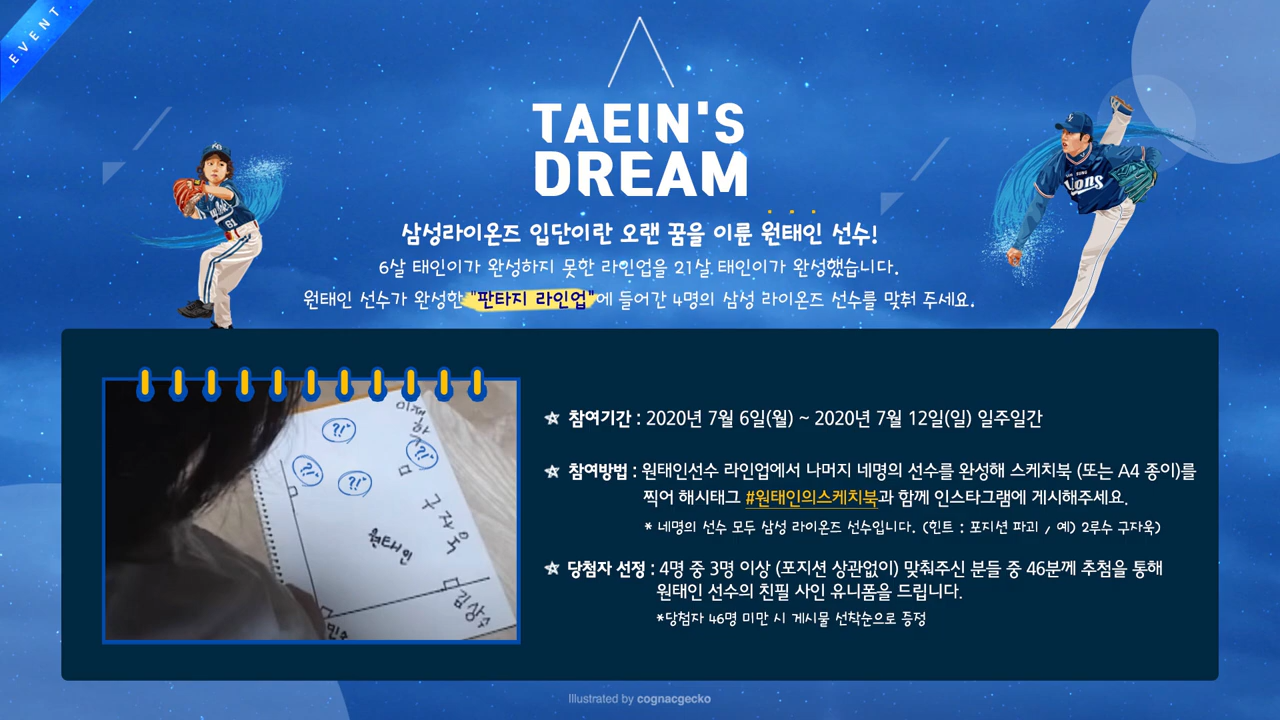 EVENT
TAEIN'S
DREAM
삼성라이온즈 입단이란 오랜 꿈을 이룬 원태인 선수!
6살 태인이가 완성하지 못한 라인업을 21살 태인이가 완성했습니다.
원태인 선수가 완성한 "판타지 라인업"에 들어간 4명의 삼성 라이온즈 선수를 맞춰 주세요.
61
Lions
이재
하
?!
?!
?!
?!
구자욱
원태인
김상수
민수
참여기간 : 2020년 7월 6일(월) ~ 2020년 7월 12일(일) 일주일간
참여방법 : 원태인선수 라인업에서 나머지 네명의 선수를 완성해 스케치북 (또는 A4 종이)를
찍어 해시태그 #원태인의스케치북과 함께 인스타그램에 게시해주세요.
* 네명의 선수 모두 삼성 라이온즈 선수입니다. (힌트 : 포지션 파괴 / 예) 2루수 구자욱)
당첨자 선정 : 4명 중 3명 이상 (포지션 상관없이) 맞춰주신 분들 중 46분께 추첨을 통해
원태인 선수의 친필 사인 유니폼을 드립니다.
*당첨자 46명 미만 시 게시물 선착순으로 증정
Illustrated by cognacgecko